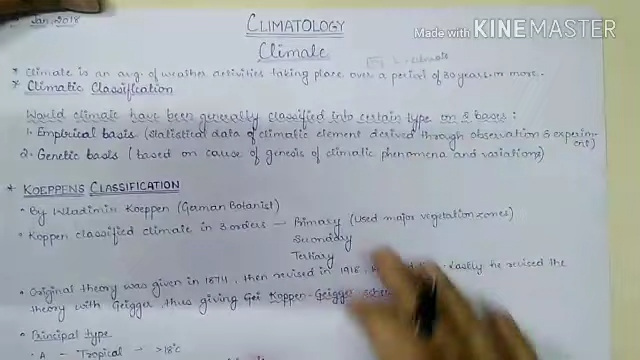 Jan, 2018
CLIMATOLOGY
Made with KINEMASTER
Climate
* Climate is an avg. of weather activities taking place over a period of 30 years or more.
* Climatic Classification
World climate have been generally classified into certain type on 2 bases:
1. Empirical basis (statistical data of climatic element derived through observation & experiment)
2. Genetic basis (based on cause of genesis of climatic phenomena and variations)
* KOEPPENS CLASSIFICATION
• By Wladimir Koeppen (German Botanist)
• Koppen classified climate in 3 orders — Primary (used major vegetation zones)
Secondary
Tertiary
• Original theory was given in 1874, then revised in 1918, Lastly he revised the
theory with Geigger, thus giving Koppen-Geigger
• Principal type
• A — Tropical — >18°C